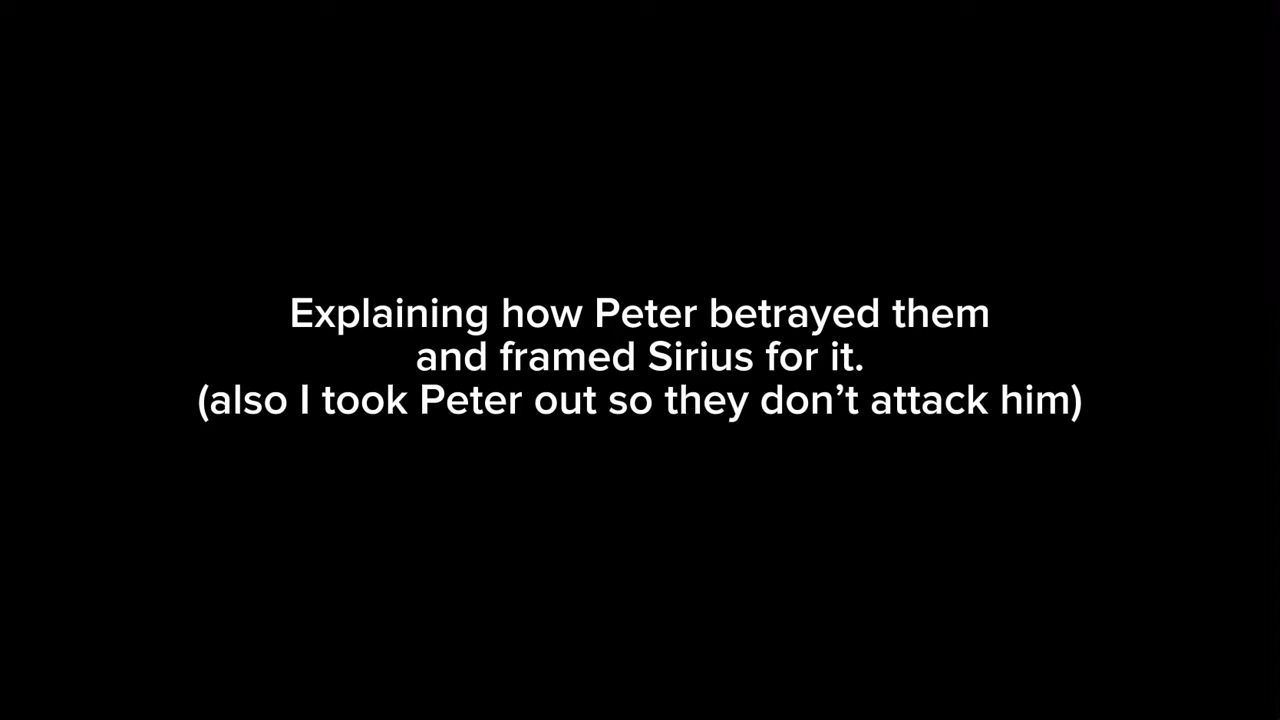 Explaining how Peter betrayed them
and framed Sirius for it.
(also I took Peter out so they don’t attack him)